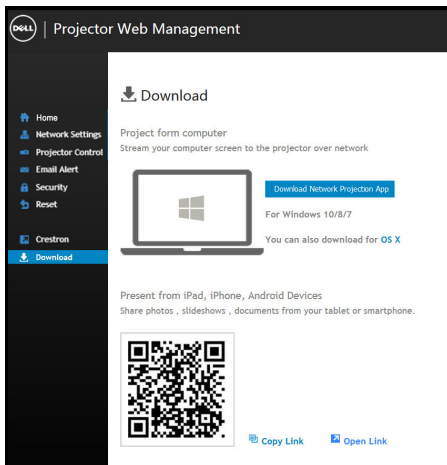 DELL | Projector Web Management
Download
Home
Network Settings
Projector Control
Email Alert
Security
Reset
Crestron
Download
Project form computer
Stream your computer screen to the projector over network
Download Network Projection App
For Windows 10/8/7
You can also download for OS X
Present from iPad, iPhone, Android Devices
Share photos , slideshows , documents from your tablet or smartphone.
Copy Link
Open Link